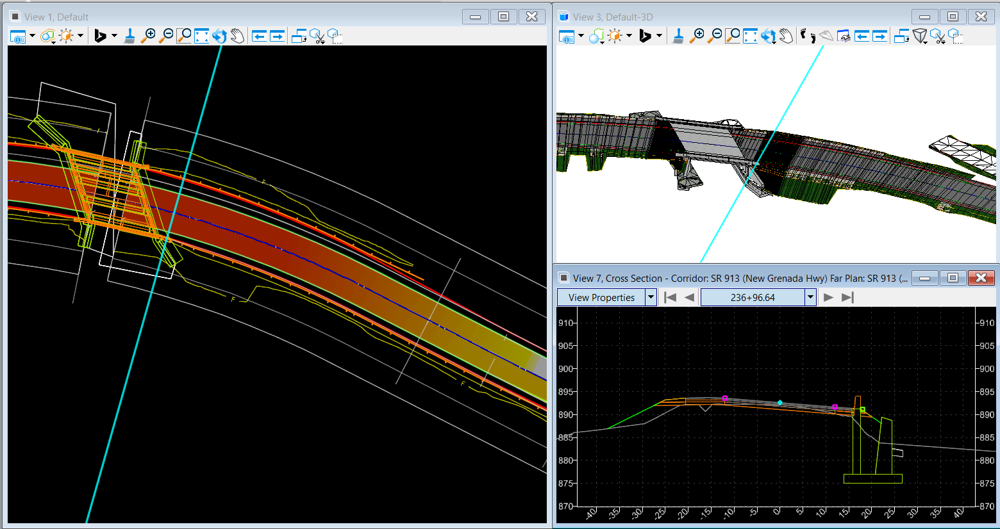 View 1, Default
F
F
F
F
View 3, Default-3D
View 7, Cross Section - Corridor: SR 913 (New Grenada Hwy) Far Plan: SR 913 (...
View Properties
236+96.64
910 910
905 905
900 900
895 895
890 890
885 885
880 880
875 875
870 870
-40 -35 -30 -25 -20 -15 -10 -5 0 5 10 15 20 25 30 35 40